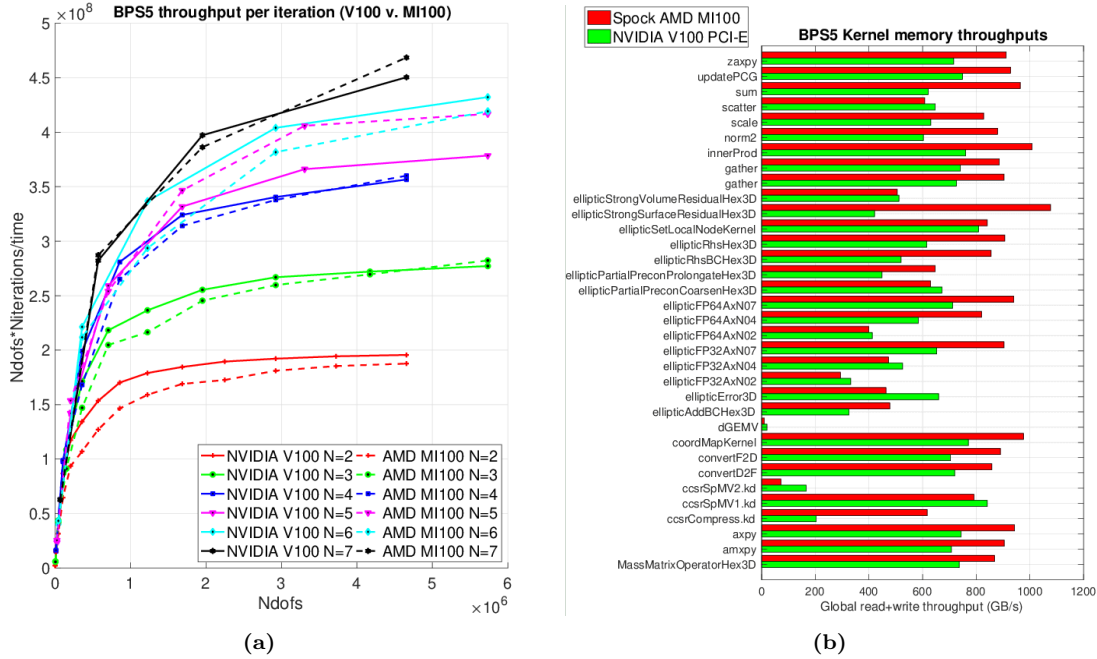 BPS5 throughput per iteration (V100 v. MI100)
5 ×10^8
4.5
4
3.5
3
2.5
2
1.5
1
0.5
0
Ndofs*Niterations/time
NVIDIA V100 N=2 AMD MI100 N=2
NVIDIA V100 N=3 AMD MI100 N=3
NVIDIA V100 N=4 AMD MI100 N=4
NVIDIA V100 N=5 AMD MI100 N=5
NVIDIA V100 N=6 AMD MI100 N=6
NVIDIA V100 N=7 AMD MI100 N=7
0 1 2 3 4 5 6
Ndofs
×10^6
(a)
Spock AMD MI100
NVIDIA V100 PCI-E
BPS5 Kernel memory throughputs
zaxpy
updatePCG
sum
scatter
scale
norm2
innerProd
gather
gather
ellipticStrongVolumeResidualHex3D
ellipticStrongSurfaceResidualHex3D
ellipticSetLocalNodeKernel
ellipticRhsHex3D
ellipticRhsBCHex3D
ellipticPartialPreconProlongateHex3D
ellipticPartialPreconCoarsenHex3D
ellipticFP64AxN07
ellipticFP64AxN04
ellipticFP64AxN02
ellipticFP32AxN07
ellipticFP32AxN04
ellipticFP32AxN02
ellipticError3D
ellipticAddBCHex3D
dGEMV
coordMapKernel
convertF2D
convertD2F
ccsrSpMV2.kd
ccsrSpMV1.kd
ccsrCompress.kd
axpy
amxpy
MassMatrixOperatorHex3D
0 200 400 600 800 1000 1200
Global read+write throughput (GB/s)
(b)